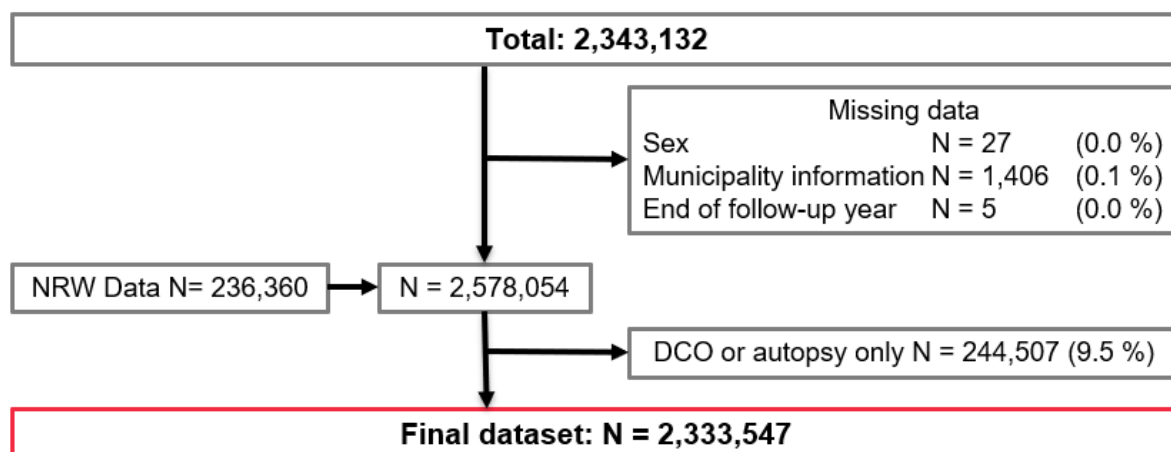 Total: 2,343,132
Missing data
Sex N = 27 (0.0 %)
Municipality information N = 1,406 (0.1 %)
End of follow-up year N = 5 (0.0 %)
NRW Data N= 236,360
N = 2,578,054
DCO or autopsy only N = 244,507 (9.5 %)
Final dataset: N = 2,333,547